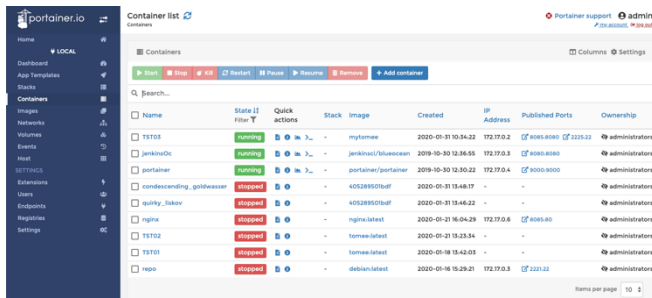 portainer.io
Home
LOCAL
Dashboard
App Templates
Stacks
Containers
Images
Networks
Volumes
Events
Host
SETTINGS
Extensions
Users
Endpoints
Registries
Settings
Container list
Containers
Portainer support admin
my account log out
Containers
Columns Settings
Start Stop Kill Restart Pause Resume Remove + Add container
Search...
Name State Filter Quick actions Stack Image Created IP Address Published Ports Ownership
TST03 running - mytomee 2020-01-31 10:34:22 172.17.0.2 8085:8080 2225:22 administrators
jenkinsOc running - jenkinsci/blueocean 2019-10-30 12:36:55 172.17.0.3 8080:8080 administrators
portainer running - portainer/portainer 2019-10-30 12:30:22 172.17.0.4 9000:9000 administrators
condescending_goldwasser stopped - 405289501bdf 2020-01-31 13:48:17 - - administrators
quirky_liskov stopped - 405289501bdf 2020-01-31 13:46:22 - - administrators
nginx stopped - nginx:latest 2020-01-21 16:04:29 172.17.0.6 8085:80 administrators
TST02 stopped - tomee:latest 2020-01-21 13:23:34 - - administrators
TST01 stopped - tomee:latest 2020-01-18 13:42:03 - - administrators
repo stopped - debian:latest 2020-01-16 15:29:21 172.17.0.3 2221:22 administrators
Items per page 10